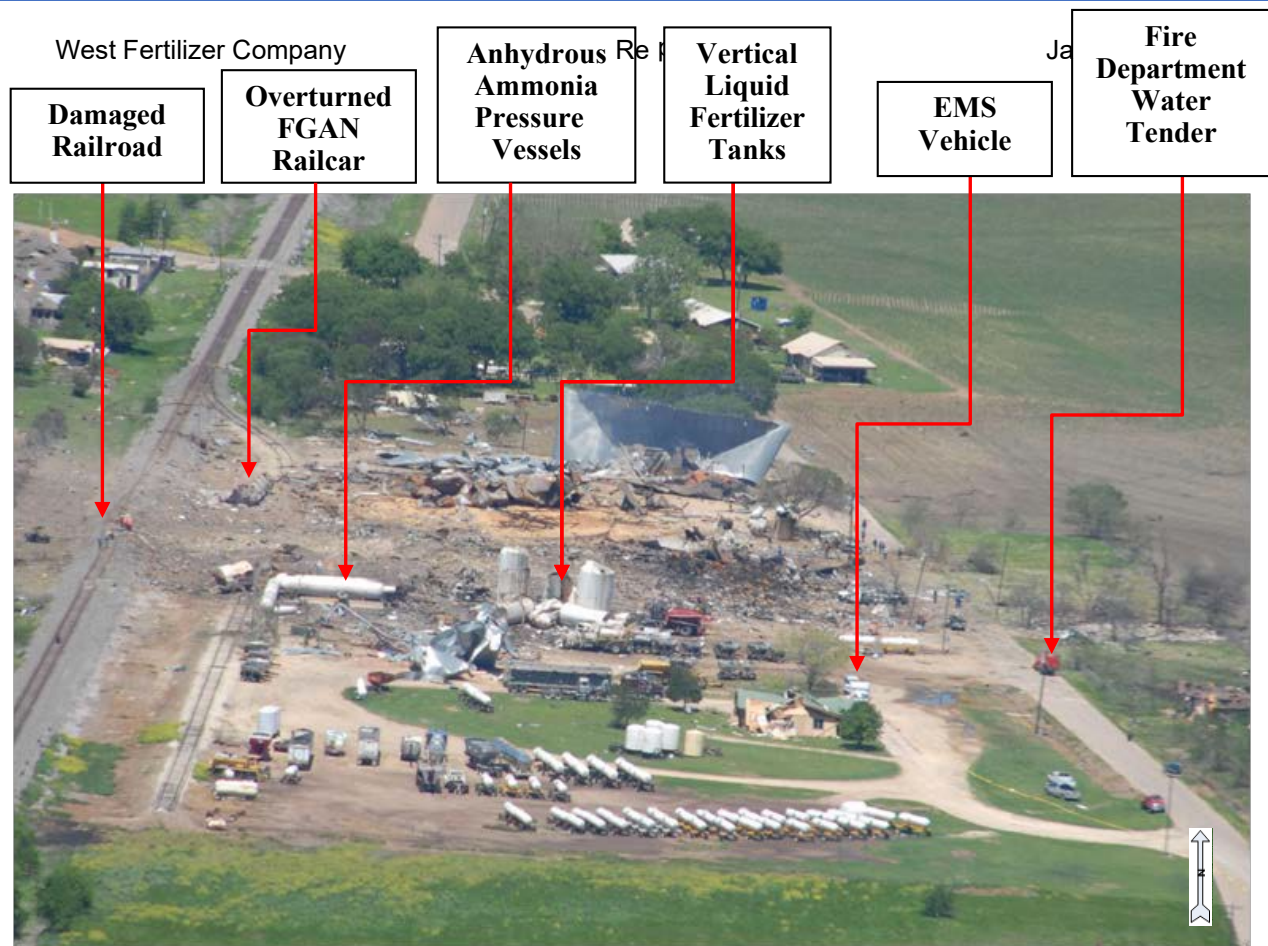 West Fertilizer Company
Damaged
Railroad
Overturned
FGAN
Railcar
Anhydrous
Ammonia
Pressure
Vessels
Vertical
Liquid
Fertilizer
Tanks
EMS
Vehicle
Fire
Department
Water
Tender
N